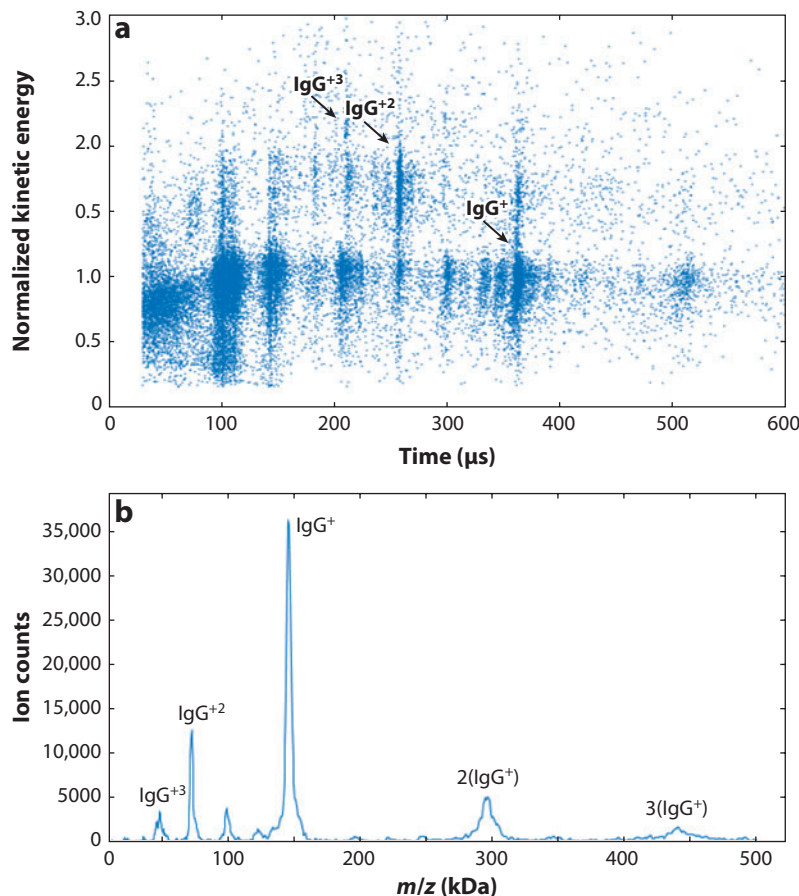 a
3.0
2.5
2.0
0.5
1.0
0.5
0
Normalized kinetic energy
IgG+3
IgG+2
IgG+
0 100 200 300 400 500 600
Time (μs)
b
35,000
30,000
25,000
20,000
15,000
10,000
5000
0
Ion counts
IgG+
IgG+2
IgG+3
2(IgG+)
3(IgG+)
0 100 200 300 400 500
m/z (kDa)